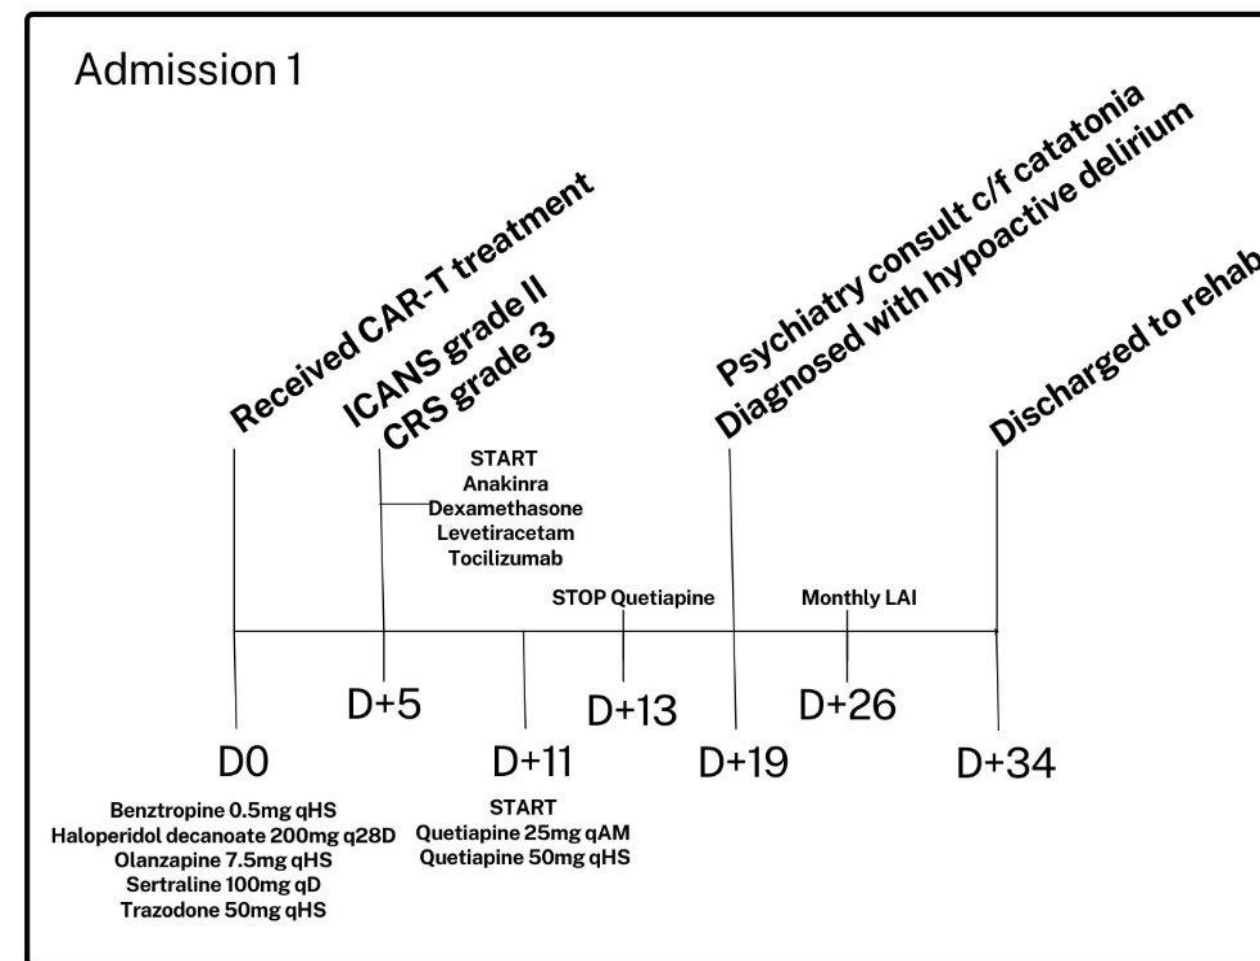 Admission 1
Received CAR-T treatment
ICANS grade II
CRS grade 3
Psychiatry consult c/f catatonia
Diagnosed with hypoactive delirium
Discharged to rehab
START
Anakinra
Dexamethasone
Levetiracetam
Tocilizumab
STOP Quetiapine
Monthly LAI
D0
D+5
D+11
D+13
D+19
D+26
D+34
Benztropine 0.5mg qHS
Haloperidol decanoate 200mg q28D
Olanzapine 7.5mg qHS
Sertraline 100mg qD
Trazodone 50mg qHS
START
Quetiapine 25mg qAM
Quetiapine 50mg qHS